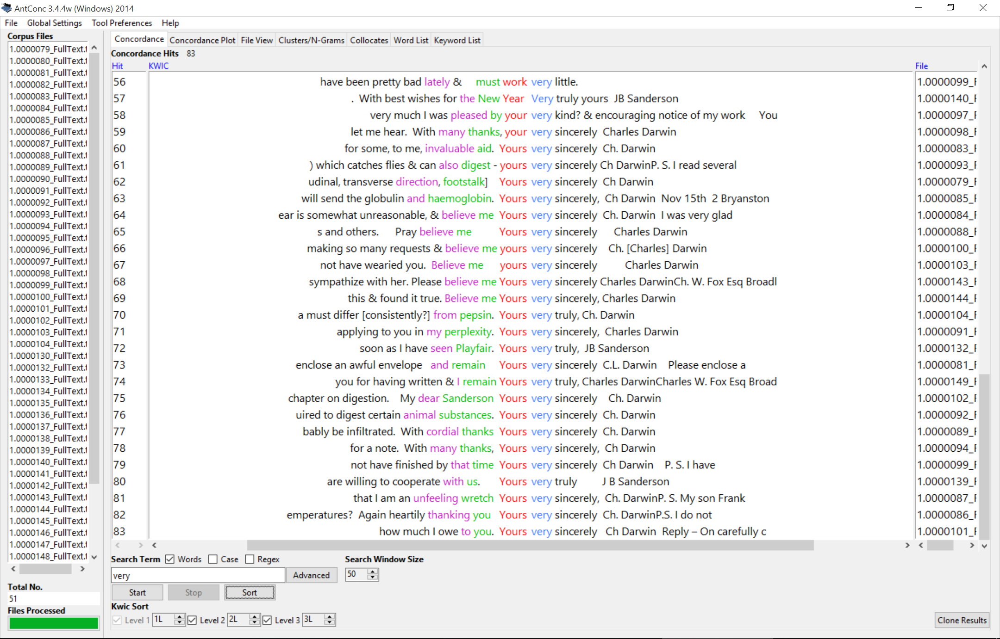 AntConc 3.4.4w (Windows) 2014
File Global Settings Tool Preferences Help
Corpus Files
1.0000079_FullText.t
1.0000080_FullText.t
1.0000081_FullText.t
1.0000082_FullText.t
1.0000083_FullText.t
1.0000084_FullText.t
1.0000085_FullText.t
1.0000086_FullText.t
1.0000087_FullText.t
1.0000088_FullText.t
1.0000089_FullText.t
1.0000090_FullText.t
1.0000091_FullText.t
1.0000092_FullText.t
1.0000093_FullText.t
1.0000094_FullText.t
1.0000095_FullText.t
1.0000096_FullText.t
1.0000097_FullText.t
1.0000098_FullText.t
1.0000099_FullText.t
1.0000100_FullText.t
1.0000101_FullText.t
1.0000102_FullText.t
1.0000103_FullText.t
1.0000104_FullText.t
1.0000130_FullText.t
1.0000132_FullText.t
1.0000133_FullText.t
1.0000134_FullText.t
1.0000135_FullText.t
1.0000136_FullText.t
1.0000137_FullText.t
1.0000138_FullText.t
1.0000139_FullText.t
1.0000140_FullText.t
1.0000141_FullText.t
1.0000142_FullText.t
1.0000143_FullText.t
1.0000144_FullText.t
1.0000145_FullText.t
1.0000146_FullText.t
1.0000147_FullText.t
1.0000148_FullText.t
Total No.
51
Files Processed
Concordance Concordance Plot File View Clusters/N-Grams Collocates Word List Keyword List
Concordance Hits 83
Hit KWIC File
56 have been pretty bad lately & must work very little. 1.0000099_F
57 . With best wishes for the New Year Very truly yours JB Sanderson 1.0000140_F
58 very much I was pleased by your very kind? & encouraging notice of my work You 1.0000097_F
59 let me hear. With many thanks, your very sincerely Charles Darwin 1.0000098_F
60 for some, to me, invaluable aid. Yours very sincerely Ch. Darwin 1.0000083_F
61 ) which catches flies & can also digest - yours very sincerely Ch DarwinP. S. I read several 1.0000093_F
62 udinal, transverse direction, footstalk] Yours very sincerely Ch Darwin 1.0000079_F
63 will send the globulin and haemoglobin. Yours very sincerely, Ch Darwin Nov 15th 2 Bryanston 1.0000085_F
64 ear is somewhat unreasonable, & believe me Yours very sincerely Ch. Darwin I was very glad 1.0000084_F
65 s and others. Pray believe me Yours very sincerely Charles Darwin 1.0000088_F
66 making so many requests & believe me yours very sincerely Ch. [Charles] Darwin 1.0000100_F
67 not have wearied you. Believe me yours very sincerely Charles Darwin 1.0000103_F
68 sympathize with her. Please believe me Yours very sincerely Charles DarwinCh. W. Fox Esq Broadl 1.0000143_F
69 this & found it true. Believe me Yours very sincerely, Charles Darwin 1.0000144_F
70 a must differ [consistently?] from pepsin. Yours very truly, Ch. Darwin 1.0000104_F
71 applying to you in my perplexity. Yours very sincerely, Charles Darwin 1.0000091_F
72 soon as I have seen Playfair. Yours very truly, JB Sanderson 1.0000132_F
73 enclose an awful envelope and remain Yours very sincerely C.L. Darwin Please enclose a 1.0000081_F
74 you for having written & I remain Yours very truly, Charles DarwinCharles W. Fox Esq Broad 1.0000149_F
75 chapter on digestion. My dear Sanderson Yours very sincerely Ch. Darwin 1.0000102_F
76 uired to digest certain animal substances. Yours very sincerely Ch. Darwin 1.0000092_F
77 bably be infiltrated. With cordial thanks Yours very sincerely Ch. Darwin 1.0000089_F
78 for a note. With many thanks, Yours very sincerely, Ch Darwin 1.0000094_F
79 not have finished by that time Yours very sincerely Ch Darwin P. S. I have 1.0000099_F
80 are willing to cooperate with us. Yours very truly J B Sanderson 1.0000139_F
81 that I am an unfeeling wretch Yours very sincerely, Ch. DarwinP. S. My son Frank 1.0000087_F
82 emperatures? Again heartily thanking you Yours very sincerely Ch. DarwinP.S. I do not 1.0000086_F
83 how much I owe to you. Yours very sincerely Ch Darwin Reply – On carefully c 1.0000101_F
Search Term Words Case Regex Search Window Size
very Advanced 50
Start Stop Sort
Kwic Sort
Level 1 1L Level 2 2L Level 3 3L Clone Results